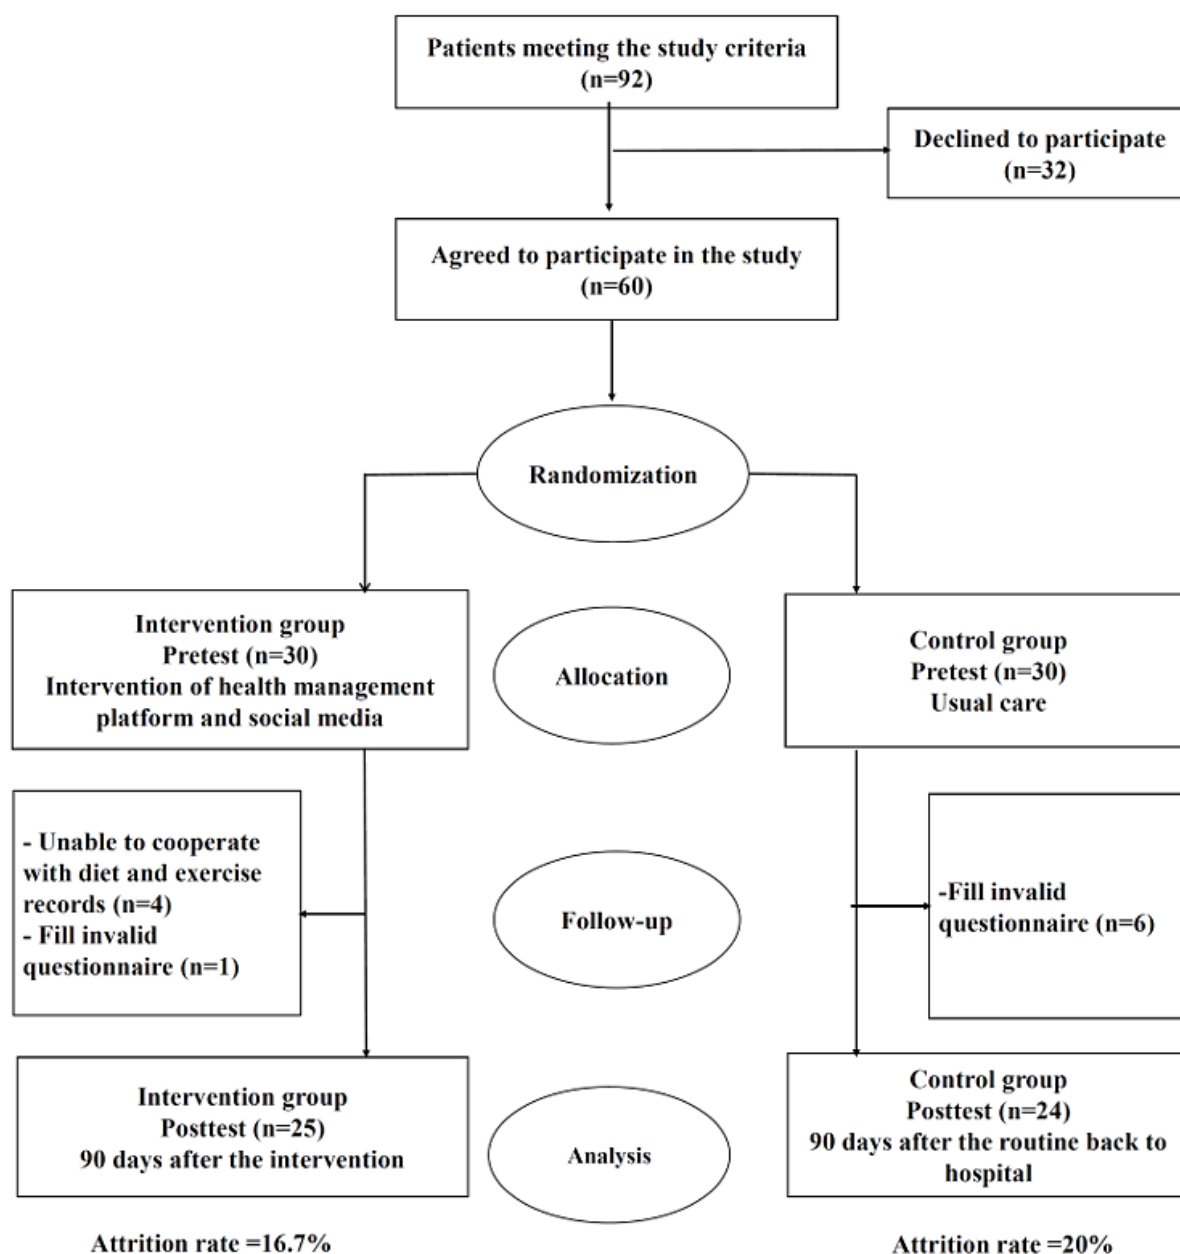 Patients meeting the study criteria
(n=92)
Declined to participate
(n=32)
Agreed to participate in the study
(n=60)
Randomization
Intervention group
Pretest (n=30)
Intervention of health management
platform and social media
Allocation
Control group
Pretest (n=30)
Usual care
- Unable to cooperate
with diet and exercise
records (n=4)
- Fill invalid
questionnaire (n=1)
Follow-up
-Fill invalid
questionnaire (n=6)
Intervention group
Posttest (n=25)
90 days after the intervention
Analysis
Control group
Posttest (n=24)
90 days after the routine back to
hospital
Attrition rate =16.7%
Attrition rate =20%